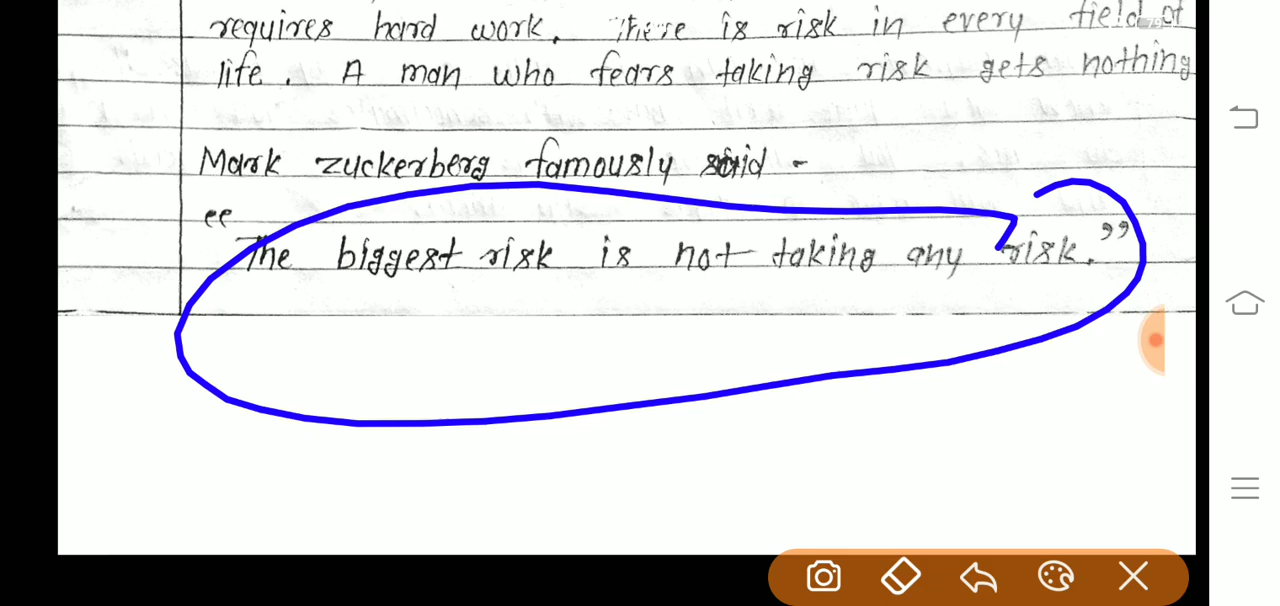 requires hard work. There is risk in every field of
life. A man who fears taking risk gets nothing
Mark zuckerberg famously said -
"The biggest risk is not taking any risk."